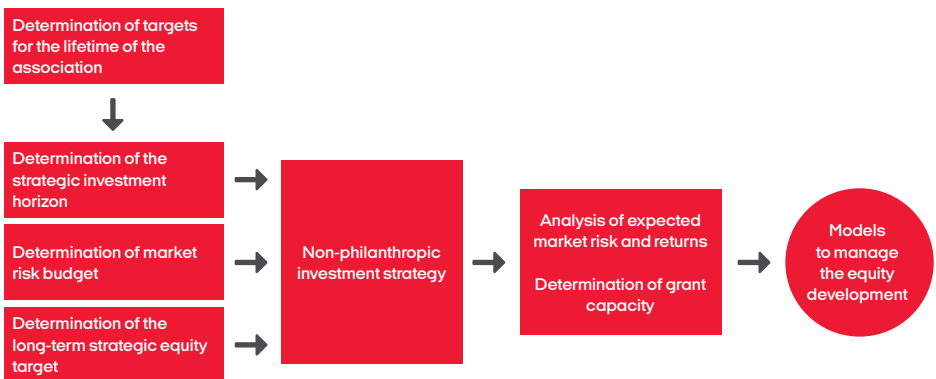 Determination of targets
for the lifetime of the
association
Determination of the
strategic investment
horizon
Determination of market
risk budget
Determination of the
long-term strategic equity
target
Non-philanthropic
investment strategy
Analysis of expected
market risk and returns
Determination of grant
capacity
Models
to manage
the equity
development